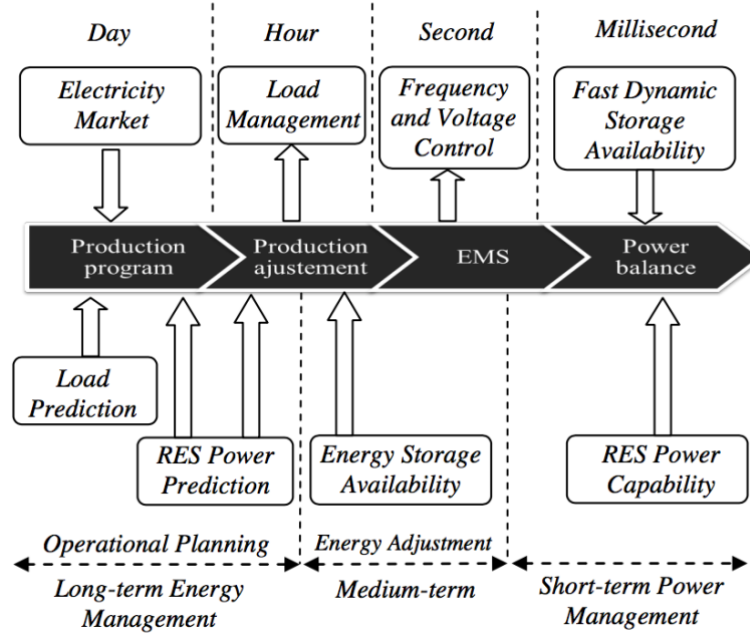 Day
Hour
Second
Millisecond
Electricity
Market
Load
Management
Frequency
and Voltage
Control
Fast Dynamic
Storage
Availability
Production
program
Production
ajustement
EMS
Power
balance
Load
Prediction
RES Power
Prediction
Energy Storage
Availability
RES Power
Capability
Operational Planning
Energy Adjustment
Long-term Energy
Management
Medium-term
Short-term Power
Management